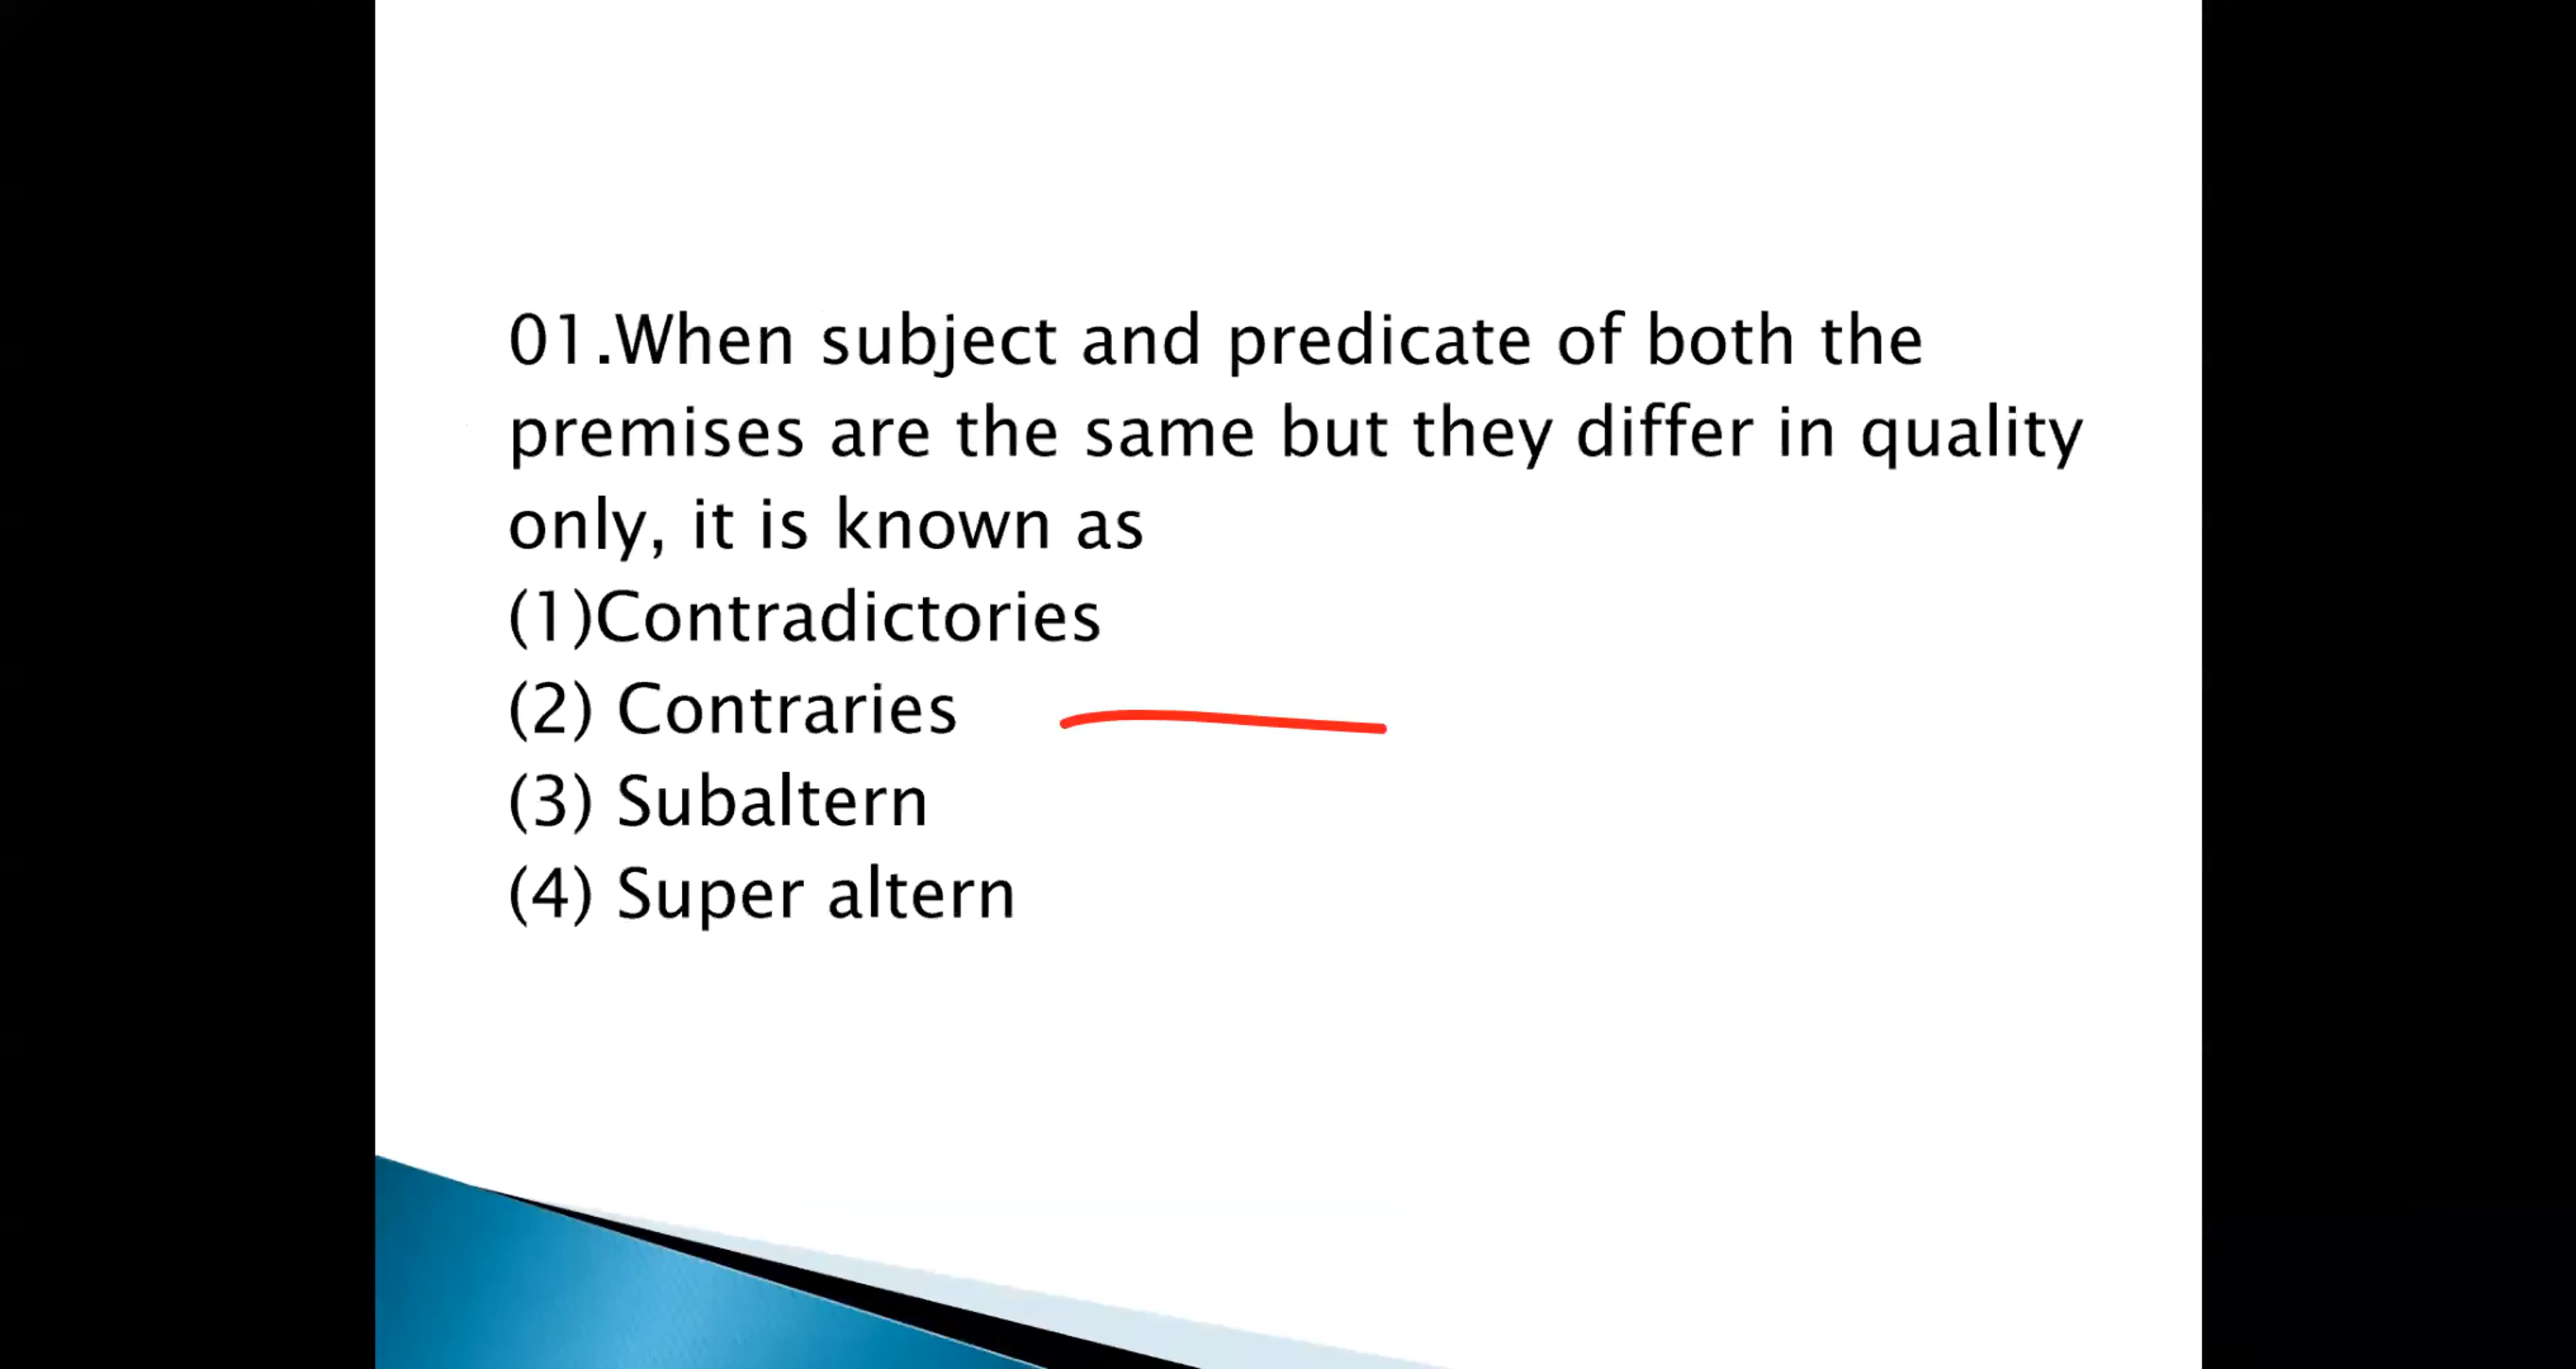 01.When subject and predicate of both the
premises are the same but they differ in quality
only, it is known as
(1)Contradictories
(2) Contraries
(3) Subaltern
(4) Super altern